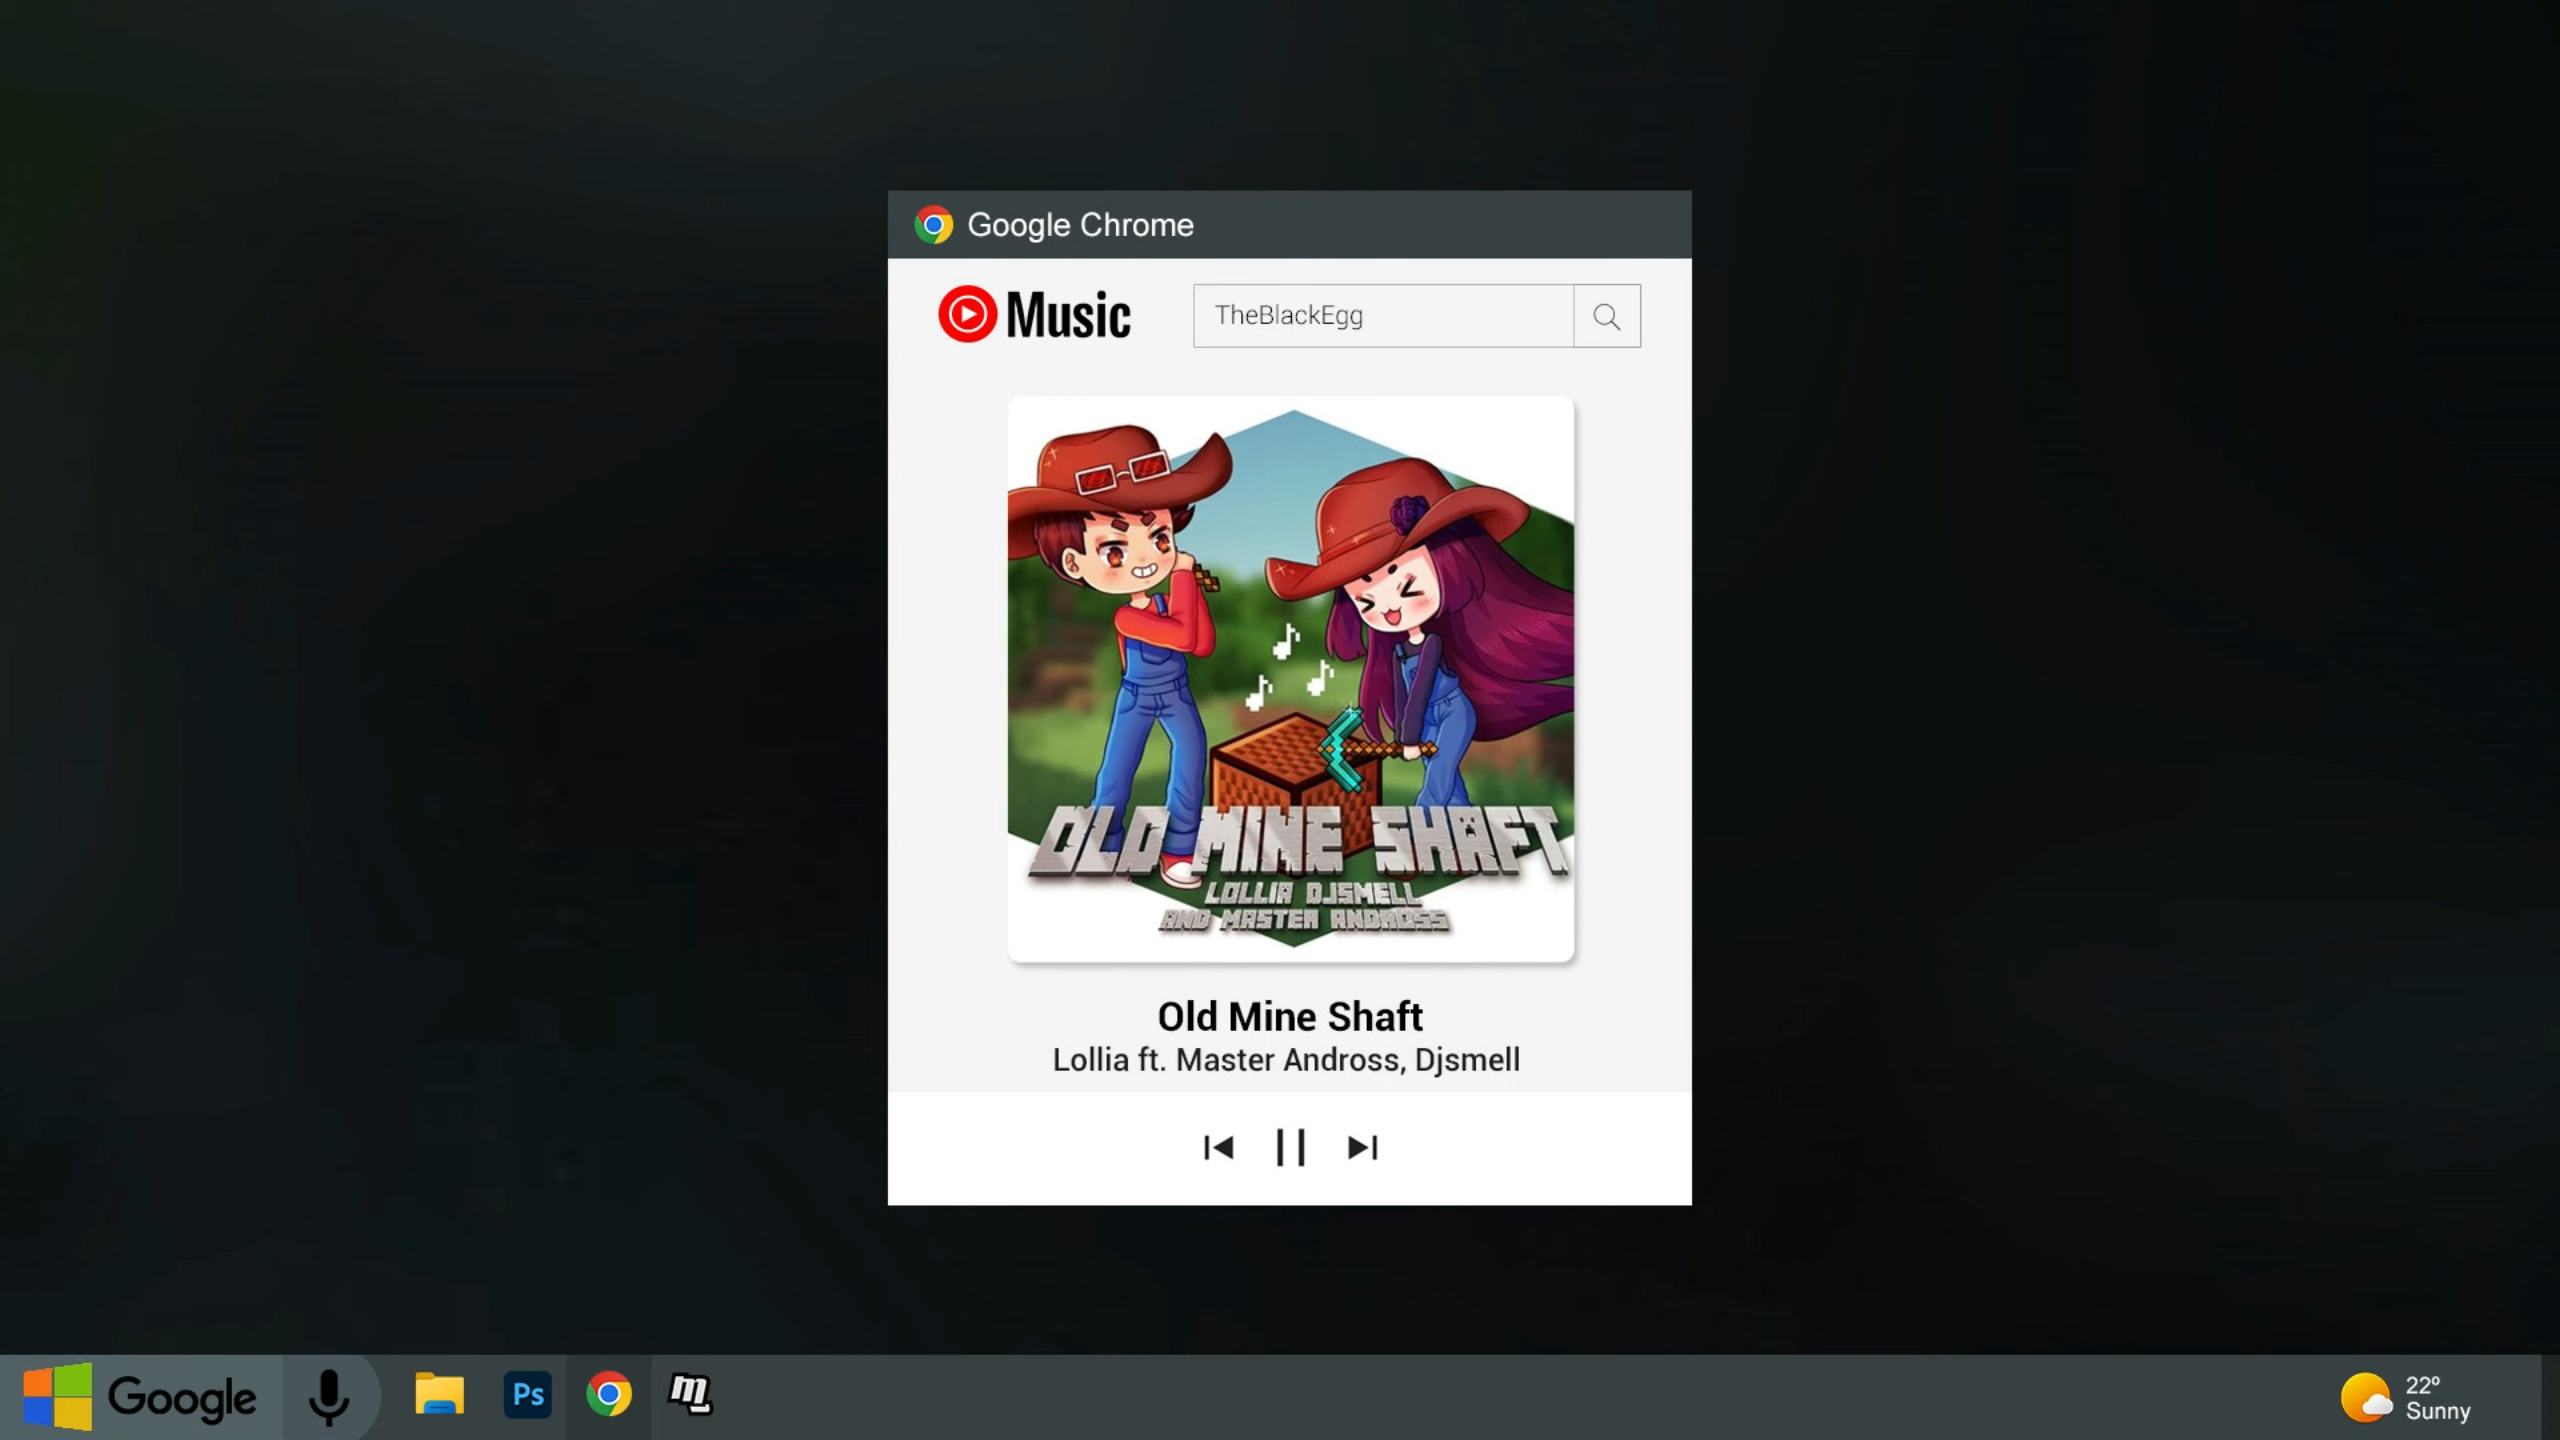 Google Chrome
Music
TheBlackEgg
OLD MINE SHAFT
LOLLIA DJSMELL
AND MASTER ANDROSS
Old Mine Shaft
Lollia ft. Master Andross, Djsmell
Google
Ps
22º
Sunny